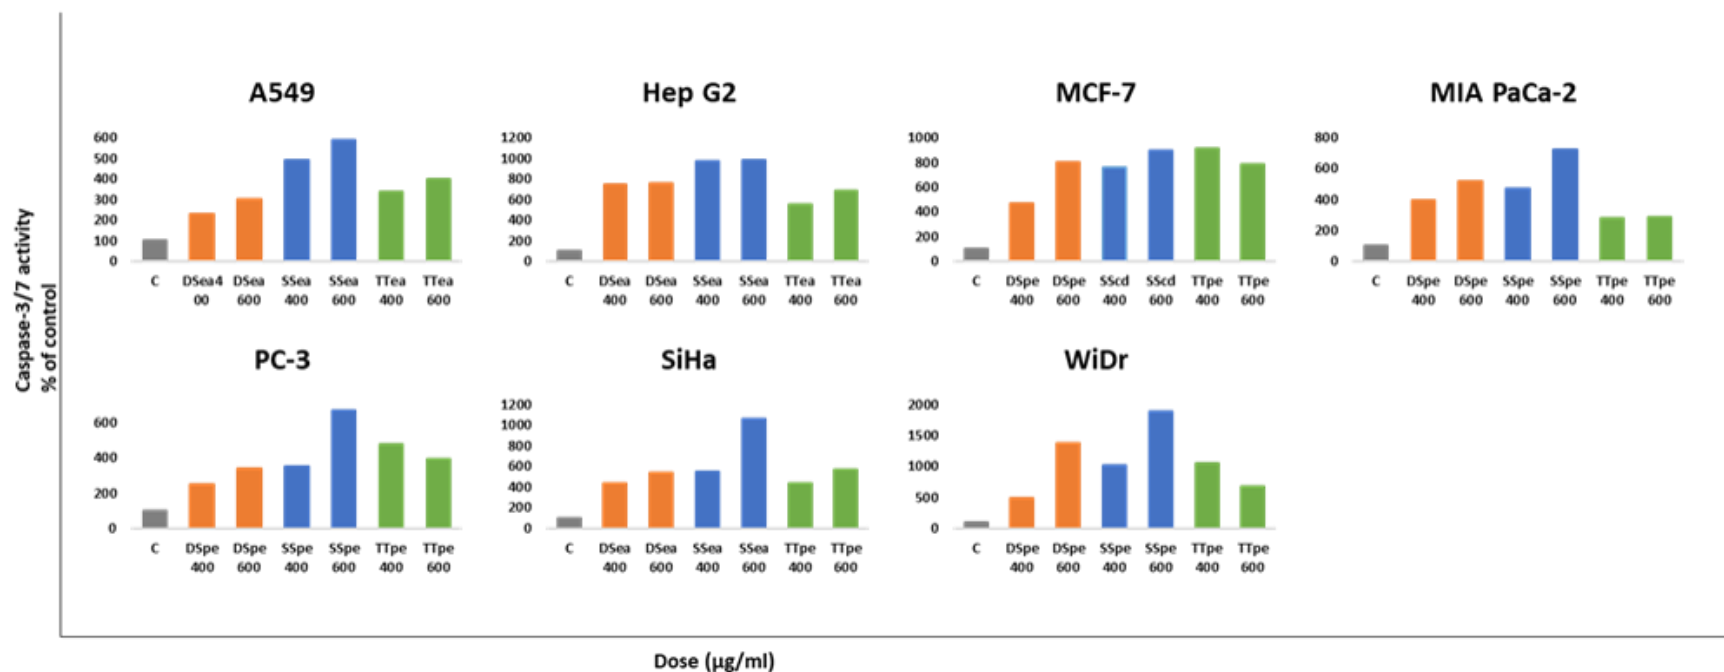 A549
600
500
400
300
200
100
0
C DSea4 DSea SSea SSea TTea TTea
00 600 400 600 400 600
Hep G2
1200
1000
800
600
400
200
0
C DSea DSea SSea SSea TTea TTea
400 600 400 600 400 600
MCF-7
1000
800
600
400
200
0
C DSpe DSpe SScd SScd TTpe TTpe
400 600 400 600 400 600
MIA PaCa-2
800
600
400
200
0
C DSpe DSpe SSpe SSpe TTpe TTpe
400 600 400 600 400 600
Caspase-3/7 activity
% of control
PC-3
600
400
200
0
C DSpe DSpe SSpe SSpe TTpe TTpe
400 600 400 600 400 600
SiHa
1200
1000
800
600
400
200
0
C DSea DSea SSea SSea TTpe TTpe
400 600 400 600 400 600
WiDr
2000
1500
1000
500
0
C DSpe DSpe SSpe SSpe TTpe TTpe
400 600 400 600 400 600
Dose (µg/ml)